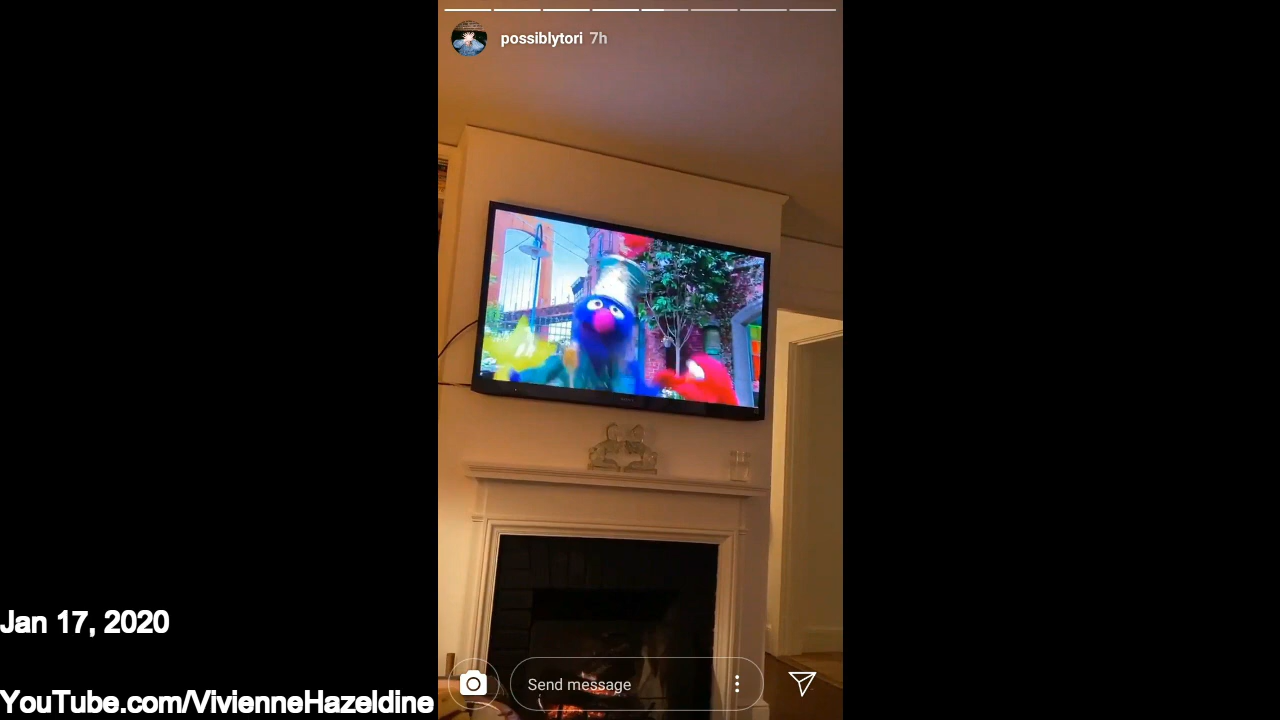 possiblytori 7h
Send message
Jan 17, 2020
YouTube.com/VivienneHazeldine